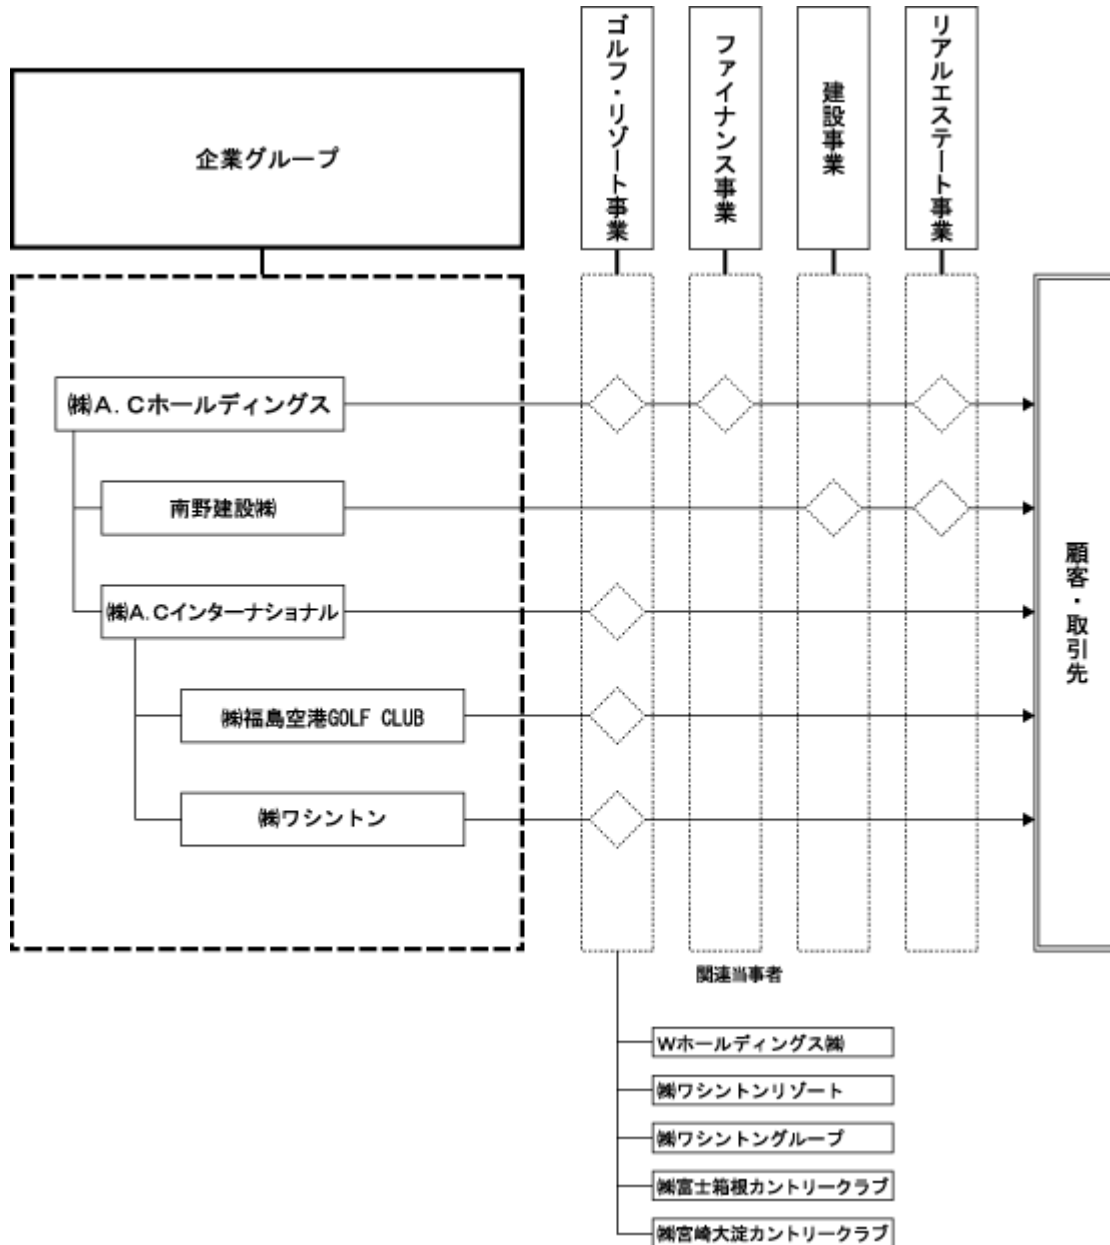 企業グループ
ゴルフ・リゾート事業
ファイナンス事業
建設事業
リアルエステート事業
㈱A.Cホールディングス
南野建設㈱
㈱A.Cインターナショナル
㈱福島空港GOLF CLUB
㈱ワシントン
顧客・取引先
関連当事者
Wホールディングス㈱
㈱ワシントンリゾート
㈱ワシントングループ
㈱富士箱根カントリークラブ
㈱宮崎大淀カントリークラブ